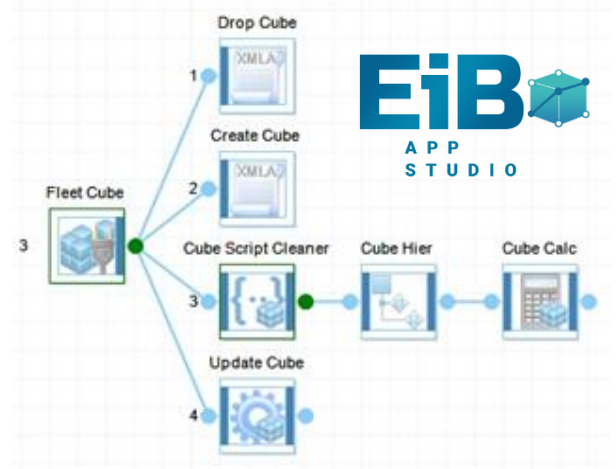 Drop Cube
XMLA
1
EiB
APP
STUDIO
Create Cube
XMLA
2
Fleet Cube
3
Cube Script Cleaner
3
{··}
Cube Hier
Cube Calc
Update Cube
4